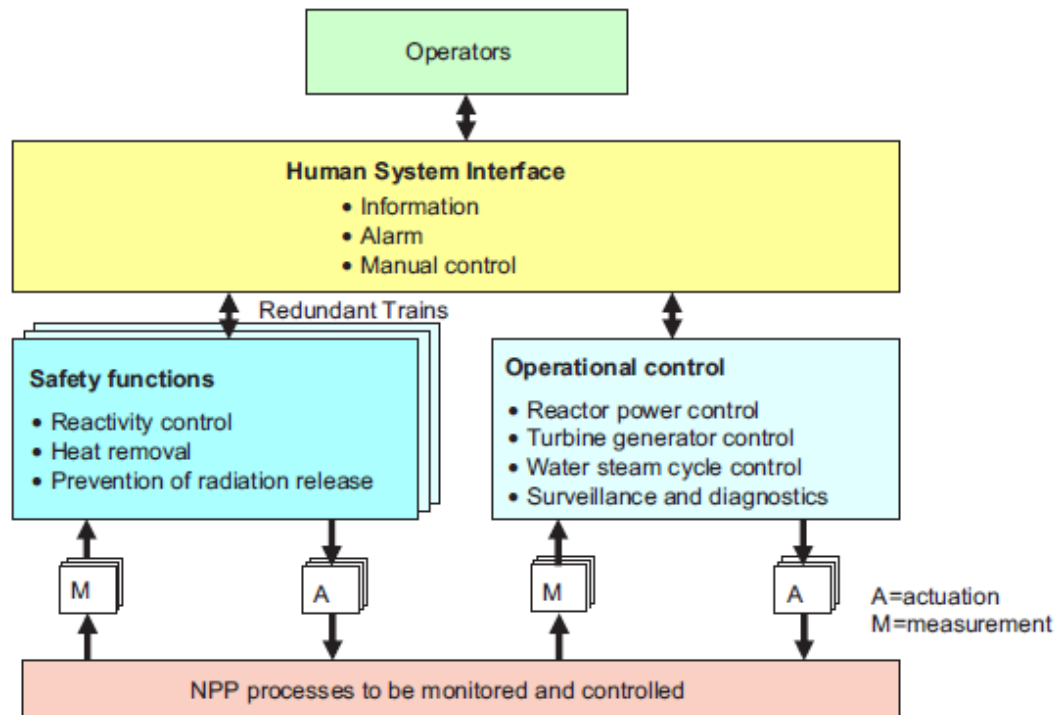 Operators
Human System Interface
• Information
• Alarm
• Manual control
Redundant Trains
Safety functions
• Reactivity control
• Heat removal
• Prevention of radiation release
Operational control
• Reactor power control
• Turbine generator control
• Water steam cycle control
• Surveillance and diagnostics
M
A
M
A
A=actuation
M=measurement
NPP processes to be monitored and controlled